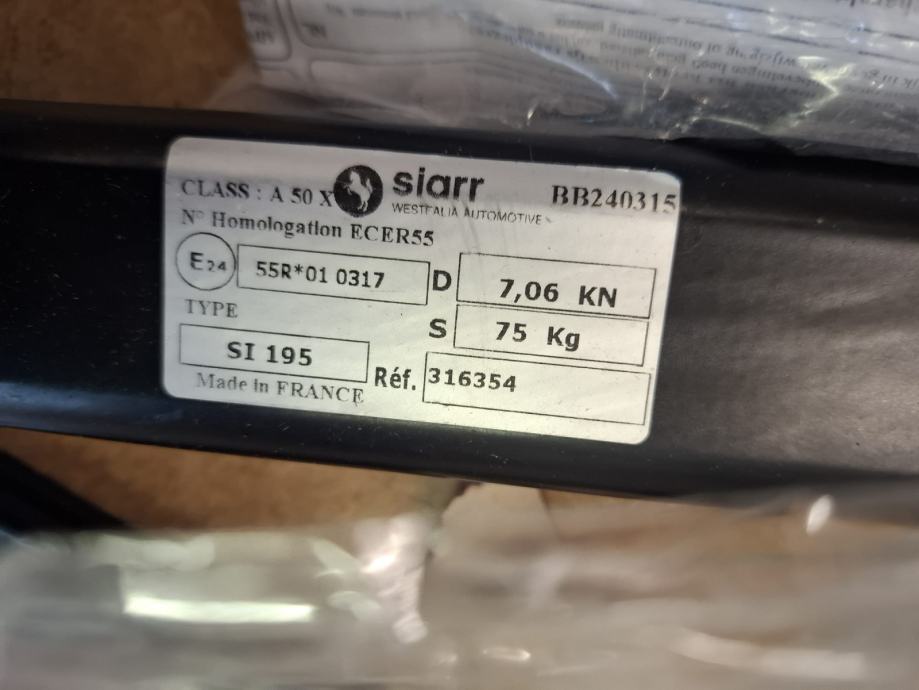 CLASS : A 50 X siarr BB240315
WESTFALIA AUTOMOTIVE
N° Homologation ECER55
E24 55R*01 0317 D 7,06 KN
TYPE S 75 Kg
SI 195 Réf. 316354
Made in FRANCE